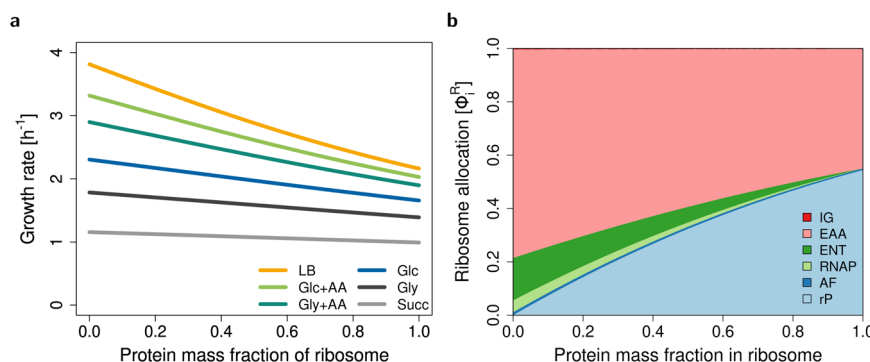 a
Growth rate [h⁻¹]
4
3
2
1
0
LB
Glc+AA
Gly+AA
Glc
Gly
Succ
0.0 0.2 0.4 0.6 0.8 1.0
Protein mass fraction of ribosome
b
Ribosome allocation [Φᵢᴿ]
1.0
0.8
0.6
0.4
0.2
0.0
IG
EAA
ENT
RNAP
AF
rP
0.0 0.2 0.4 0.6 0.8 1.0
Protein mass fraction in ribosome